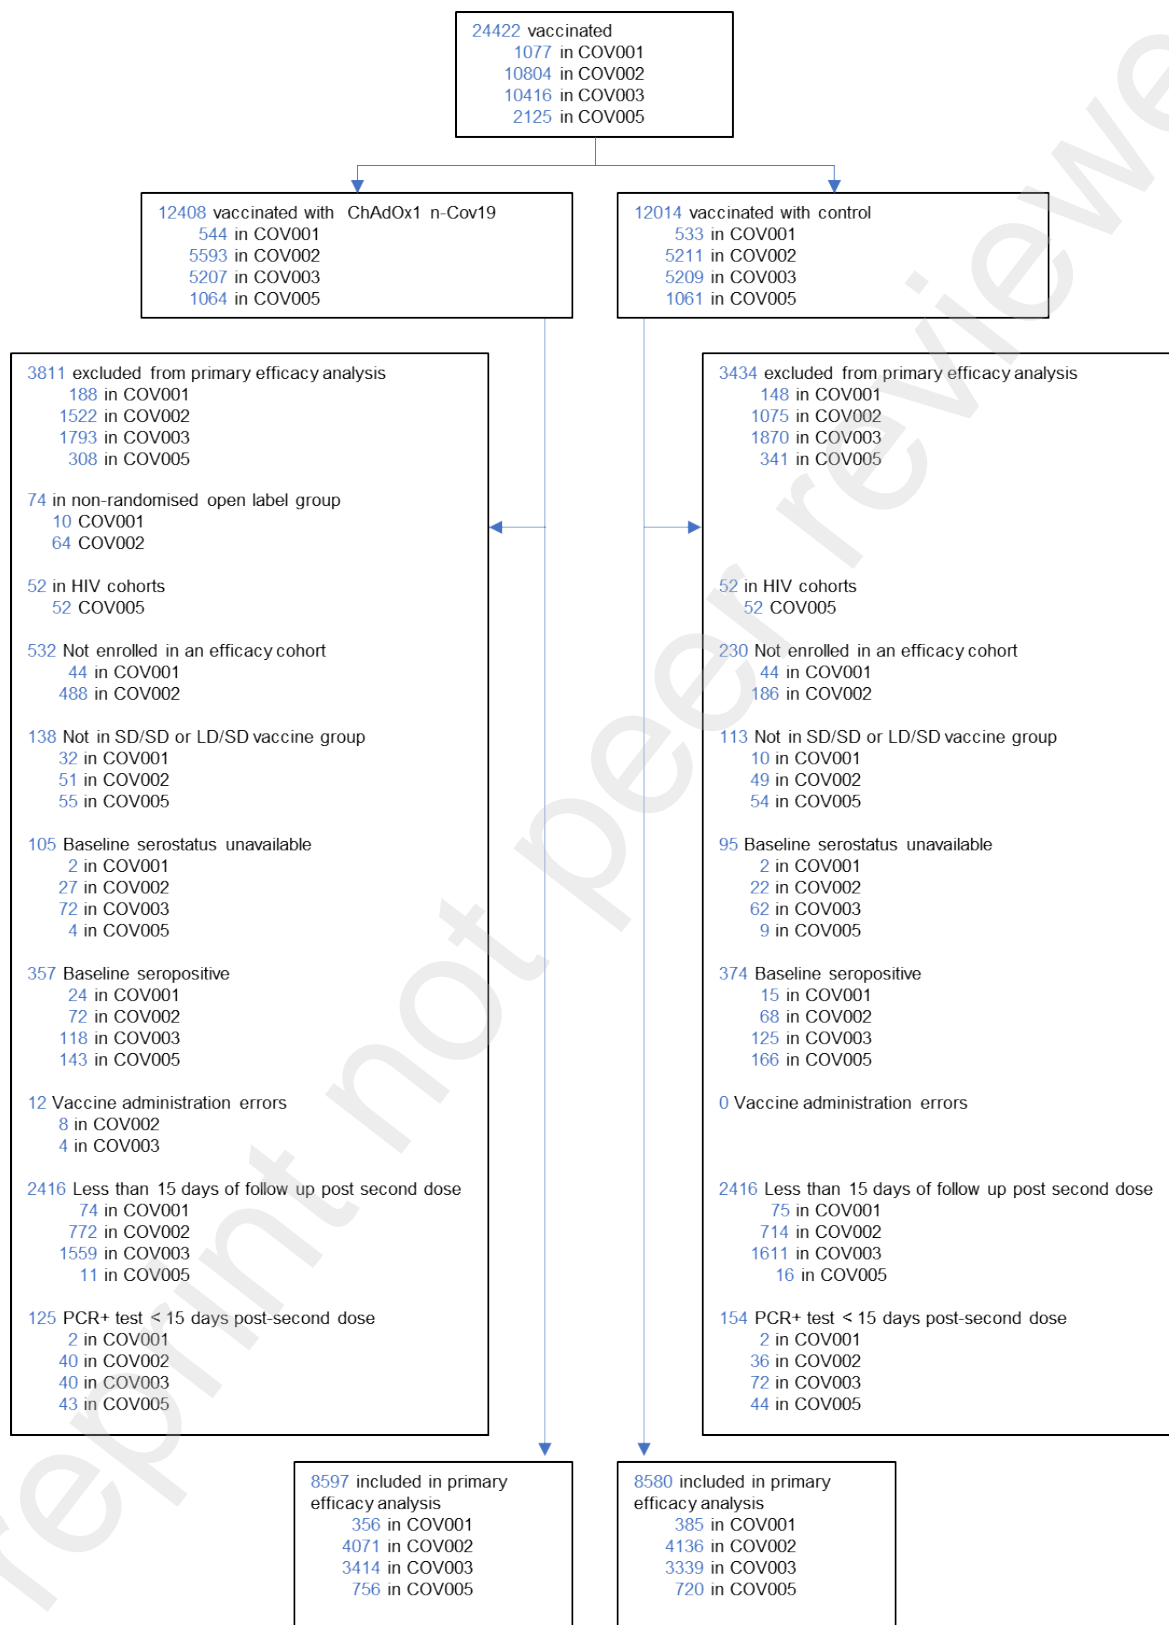 24422 vaccinated
1077 in COV001
10804 in COV002
10416 in COV003
2125 in COV005
12408 vaccinated with ChAdOx1 n-Cov19
544 in COV001
5593 in COV002
5207 in COV003
1064 in COV005
12014 vaccinated with control
533 in COV001
5211 in COV002
5209 in COV003
1061 in COV005
3811 excluded from primary efficacy analysis
188 in COV001
1522 in COV002
1793 in COV003
308 in COV005
74 in non-randomised open label group
10 COV001
64 COV002
52 in HIV cohorts
52 COV005
532 Not enrolled in an efficacy cohort
44 in COV001
488 in COV002
138 Not in SD/SD or LD/SD vaccine group
32 in COV001
51 in COV002
55 in COV005
105 Baseline serostatus unavailable
2 in COV001
27 in COV002
72 in COV003
4 in COV005
357 Baseline seropositive
24 in COV001
72 in COV002
118 in COV003
143 in COV005
12 Vaccine administration errors
8 in COV002
4 in COV003
2416 Less than 15 days of follow up post second dose
74 in COV001
772 in COV002
1559 in COV003
11 in COV005
125 PCR+ test < 15 days post-second dose
2 in COV001
40 in COV002
40 in COV003
43 in COV005
3434 excluded from primary efficacy analysis
148 in COV001
1075 in COV002
1870 in COV003
341 in COV005
52 in HIV cohorts
52 COV005
230 Not enrolled in an efficacy cohort
44 in COV001
186 in COV002
113 Not in SD/SD or LD/SD vaccine group
10 in COV001
49 in COV002
54 in COV005
95 Baseline serostatus unavailable
2 in COV001
22 in COV002
62 in COV003
9 in COV005
374 Baseline seropositive
15 in COV001
68 in COV002
125 in COV003
166 in COV005
0 Vaccine administration errors
2416 Less than 15 days of follow up post second dose
75 in COV001
714 in COV002
1611 in COV003
16 in COV005
154 PCR+ test < 15 days post-second dose
2 in COV001
36 in COV002
72 in COV003
44 in COV005
8597 included in primary
efficacy analysis
356 in COV001
4071 in COV002
3414 in COV003
756 in COV005
8580 included in primary
efficacy analysis
385 in COV001
4136 in COV002
3339 in COV003
720 in COV005
reprint not peer reviewe